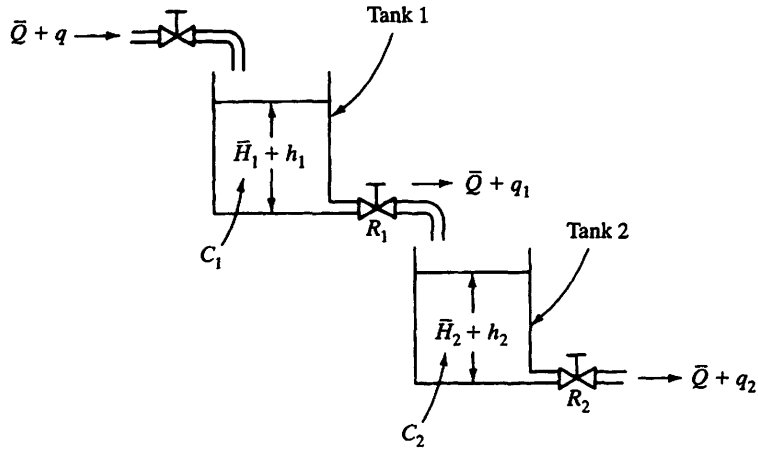 Tank 1
Q̄ + q
H̄₁ + h₁
Q̄ + q₁
R₁
C₁
Tank 2
H̄₂ + h₂
Q̄ + q₂
R₂
C₂